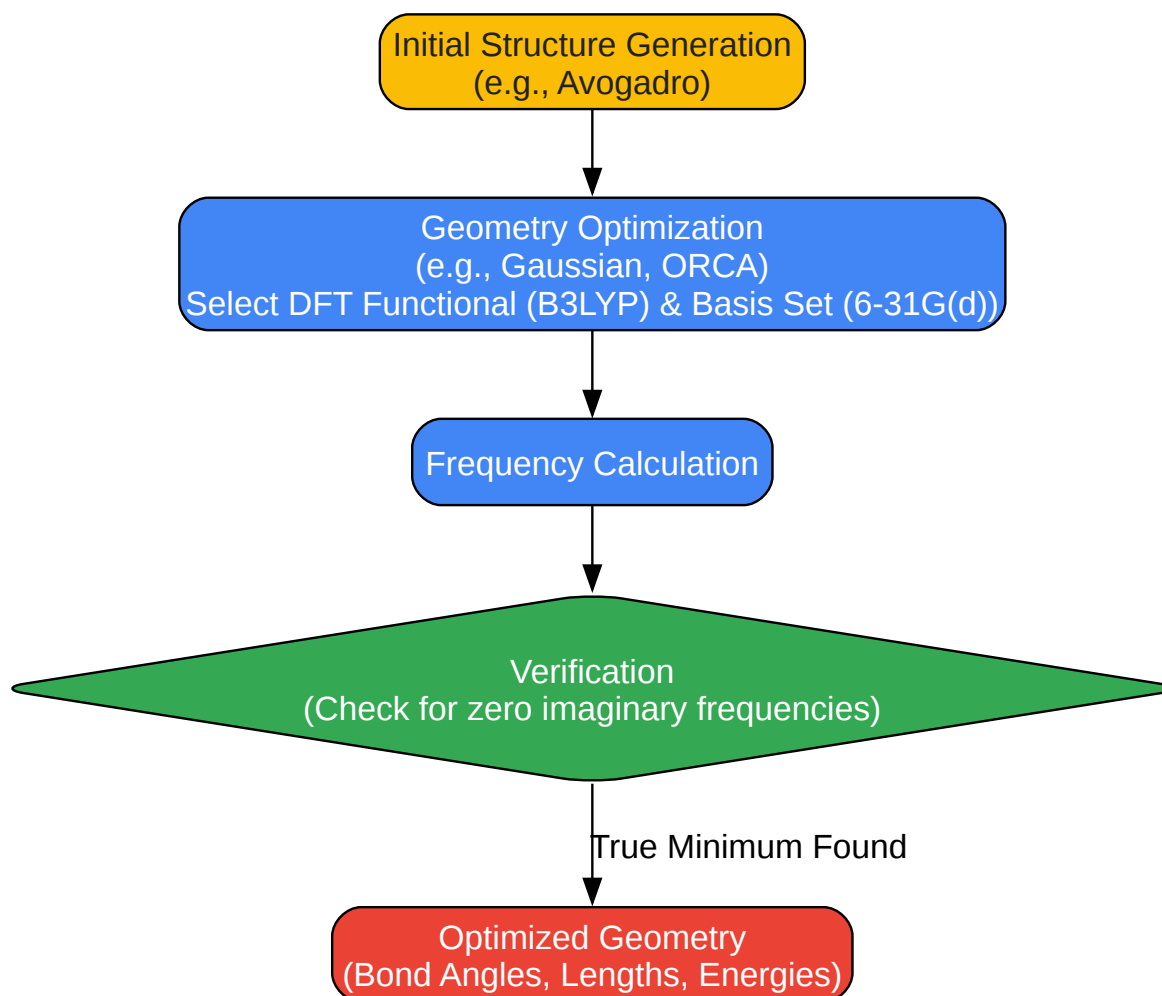 Initial Structure Generation
(e.g., Avogadro)
Geometry Optimization
(e.g., Gaussian, ORCA)
Select DFT Functional (B3LYP) & Basis Set (6-31G(d))
Frequency Calculation
Verification
(Check for zero imaginary frequencies)
True Minimum Found
Optimized Geometry
(Bond Angles, Lengths, Energies)